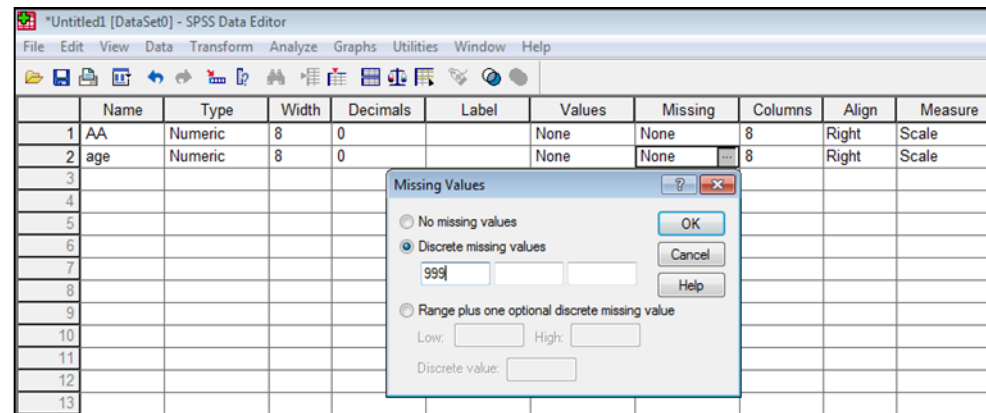 *Untitled1 [DataSet0] - SPSS Data Editor
File Edit View Data Transform Analyze Graphs Utilities Window Help
Name Type Width Decimals Label Values Missing Columns Align Measure
1 AA Numeric 8 0 None None 8 Right Scale
2 age Numeric 8 0 None None ... 8 Right Scale
3
4
5
6
7
8
9
10
11
12
13
Missing Values
No missing values
OK
Discrete missing values
Cancel
999
Help
Range plus one optional discrete missing value
Low: High:
Discrete value: